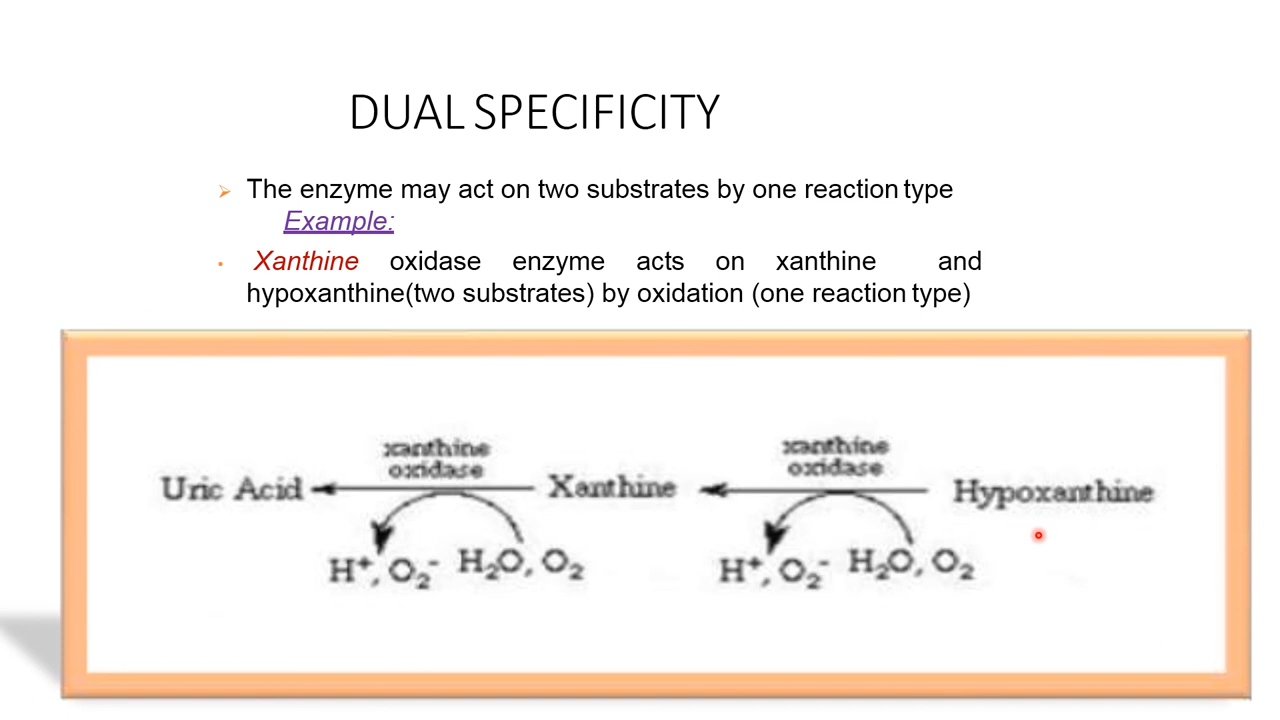 DUAL SPECIFICITY
The enzyme may act on two substrates by one reaction type
Example:
Xanthine oxidase enzyme acts on xanthine and
hypoxanthine(two substrates) by oxidation (one reaction type)
xanthine xanthine
oxidase oxidase
Uric Acid Xanthine Hypoxanthine
H⁺, O₂⁻ H₂O, O₂ H⁺, O₂⁻ H₂O, O₂